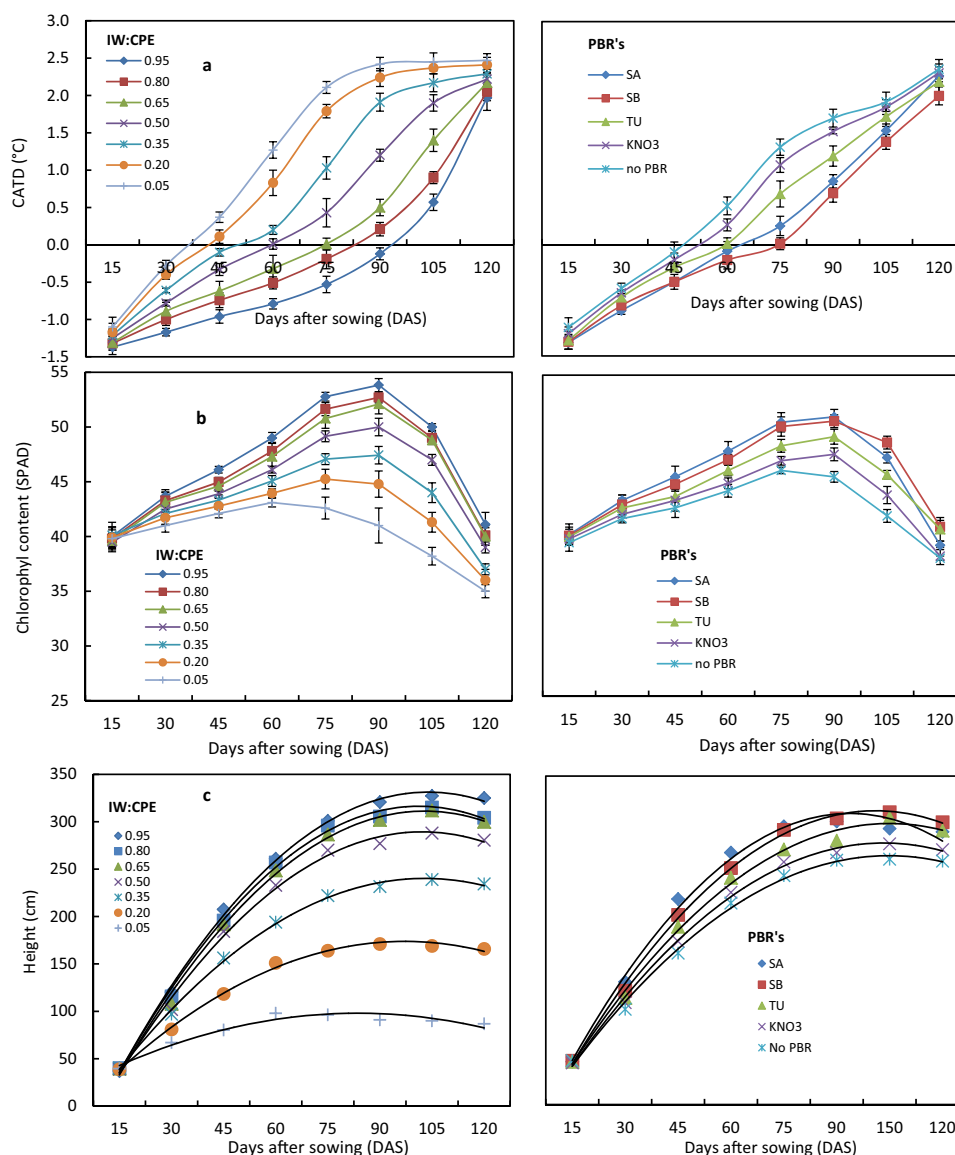 3.0
2.5
2.0
1.5
1.0
0.5
0.0
-0.5
-1.0
-1.5
CATD (°C)
IW:CPE
a
0.95
0.80
0.65
0.50
0.35
0.20
0.05
15 30 45 60 75 90 105 120
Days after sowing (DAS)
PBR's
SA
SB
TU
KNO3
no PBR
15 30 45 60 75 90 105 120
Days after sowing (DAS)
55
50
45
40
35
30
25
Chlorophyl content (SPAD)
b
IW:CPE
0.95
0.80
0.65
0.50
0.35
0.20
0.05
15 30 45 60 75 90 105 120
Days after sowing (DAS)
PBR's
SA
SB
TU
KNO3
no PBR
15 30 45 60 75 90 105 120
Days after sowing(DAS)
350
300
250
200
150
100
50
0
Height (cm)
IW:CPE
c
0.95
0.80
0.65
0.50
0.35
0.20
0.05
15 30 45 60 75 90 105 120
Days after sowing (DAS)
PBR's
SA
SB
TU
KNO3
No PBR
15 30 45 60 75 90 150 120
Days after sowing (DAS)